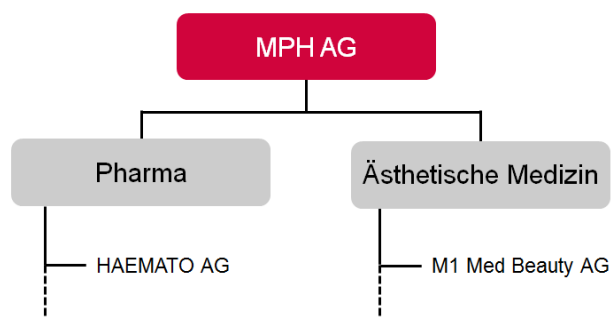 MPH AG
Pharma
Ästhetische Medizin
HAEMATO AG
M1 Med Beauty AG